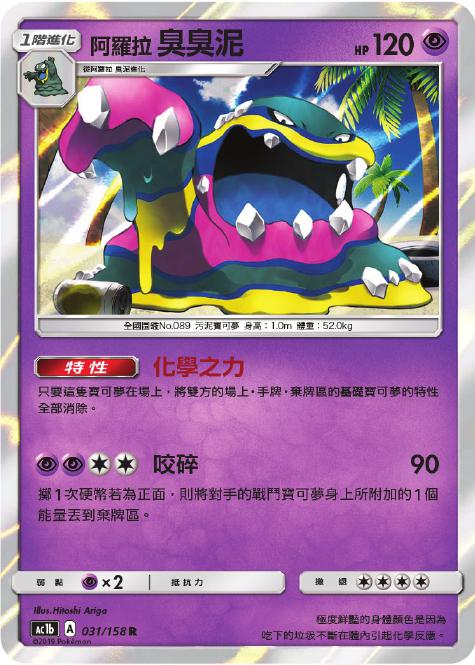 1階進化
阿羅拉 臭臭泥
HP 120
從阿羅拉 臭泥進化
全國圖鑑No.089 污泥寶可夢 身高：1.0m 體重：52.0kg
特性 化學之力
只要這隻寶可夢在場上，將雙方的場上・手牌・棄牌區的基礎寶可夢的特性
全部消除。
咬碎 90
擲1次硬幣若為正面，則將對手的戰鬥寶可夢身上所附加的1個
能量丟到棄牌區。
弱點 ×2 抵抗力 撤退
Illus.Hitoshi Ariga
AC1b A 031/158 R
©2019 Pokémon
極度鮮豔的身體顏色是因為
吃下的垃圾不斷在體內引起化學反應。